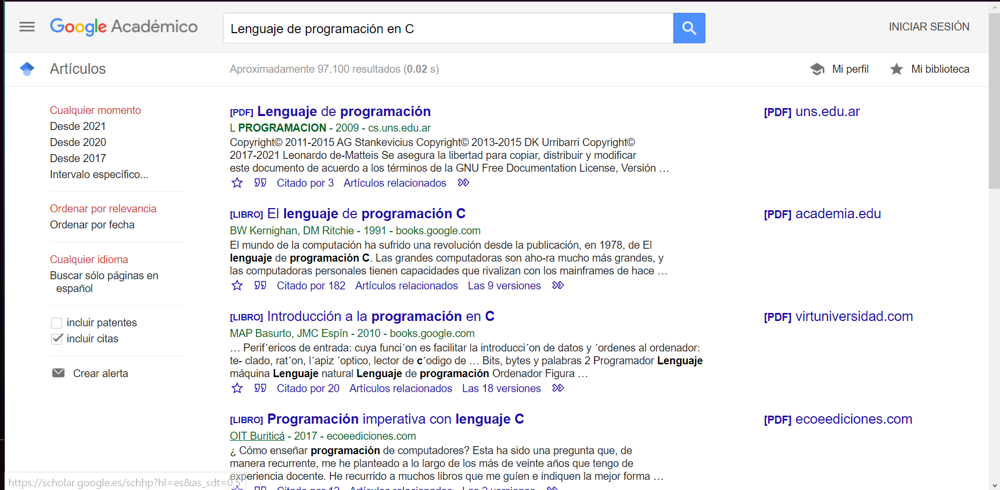 Google Académico
Lenguaje de programación en C
INICIAR SESIÓN
Artículos
Aproximadamente 97,100 resultados (0.02 s)
Mi perfil
Mi biblioteca
Cualquier momento
Desde 2021
Desde 2020
Desde 2017
Intervalo específico...
Ordenar por relevancia
Ordenar por fecha
Cualquier idioma
Buscar sólo páginas en
español
incluir patentes
incluir citas
Crear alerta
[PDF] Lenguaje de programación
L PROGRAMACION - 2009 - cs.uns.edu.ar
Copyright© 2011-2015 AG Stankevicius Copyright© 2013-2015 DK Urribarri Copyright©
2017-2021 Leonardo de-Matteis Se asegura la libertad para copiar, distribuir y modificar
este documento de acuerdo a los términos de la GNU Free Documentation License, Versión …
Citado por 3 Artículos relacionados
[PDF] uns.edu.ar
[LIBRO] El lenguaje de programación C
BW Kernighan, DM Ritchie - 1991 - books.google.com
El mundo de la computación ha sufrido una revolución desde la publicación, en 1978, de El
lenguaje de programación C. Las grandes computadoras son aho-ra mucho más grandes, y
las computadoras personales tienen capacidades que rivalizan con los mainframes de hace …
Citado por 182 Artículos relacionados Las 9 versiones
[PDF] academia.edu
[LIBRO] Introducción a la programación en C
MAP Basurto, JMC Espín - 2010 - books.google.com
… Perif´ericos de entrada: cuya funci´on es facilitar la introducci´on de datos y ´ordenes al ordenador:
te- clado, rat´on, l´apiz ´optico, lector de c´odigo de … Bits, bytes y palabras 2 Programador Lenguaje
máquina Lenguaje natural Lenguaje de programación Ordenador Figura …
Citado por 20 Artículos relacionados Las 18 versiones
[PDF] virtuniversidad.com
[LIBRO] Programación imperativa con lenguaje C
OIT Buriticá - 2017 - ecoeediciones.com
¿ Cómo enseñar programación de computadores? Esta ha sido una pregunta que, de
manera recurrente, me he planteado a lo largo de los más de veinte años que tengo de
experiencia docente. He recurrido a muchos libros que me guíen e indiquen la mejor forma …
Citado por 12 Artículos relacionados Las 2 versiones
[PDF] ecoeediciones.com
https://scholar.google.es/schhp?hl=es&as_sdt=0,5